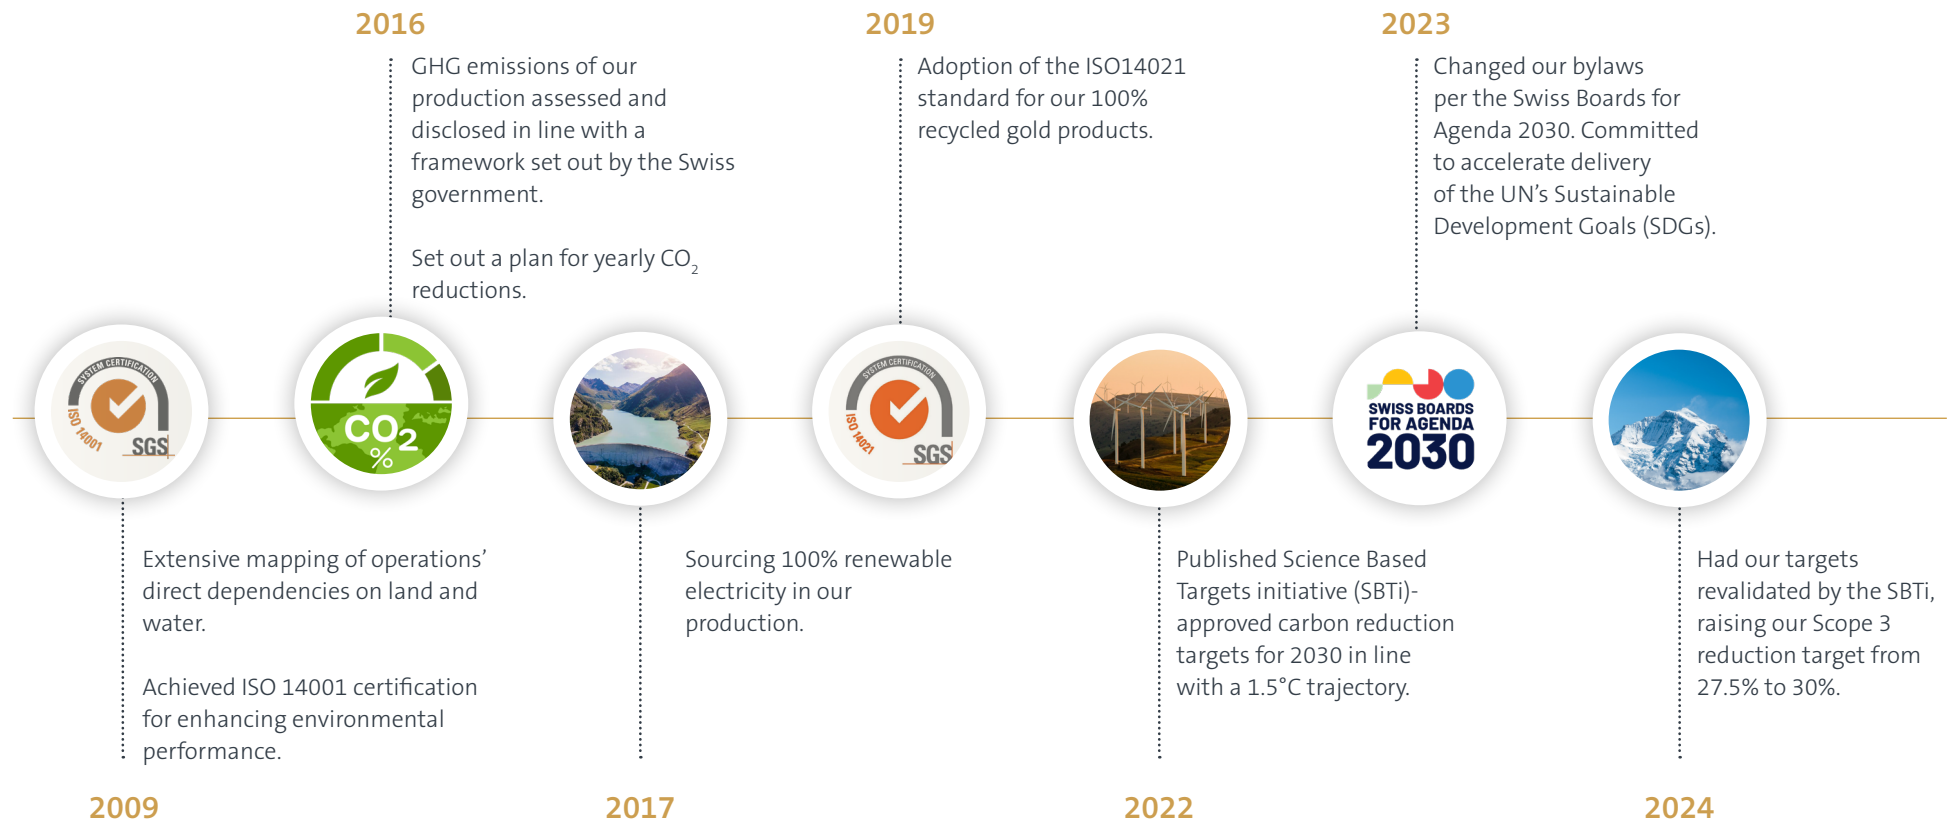 2016
GHG emissions of our
production assessed and
disclosed in line with a
framework set out by the Swiss
government.
Set out a plan for yearly CO₂
reductions.
2019
Adoption of the ISO14021
standard for our 100%
recycled gold products.
2023
Changed our bylaws
per the Swiss Boards for
Agenda 2030. Committed
to accelerate delivery
of the UN’s Sustainable
Development Goals (SDGs).
SYSTEM CERTIFICATION
ISO 14001
SGS
CO₂
%
SYSTEM CERTIFICATION
ISO 14021
SGS
SWISS BOARDS
FOR AGENDA
2030
Extensive mapping of operations’
direct dependencies on land and
water.
Achieved ISO 14001 certification
for enhancing environmental
performance.
2009
Sourcing 100% renewable
electricity in our
production.
2017
Published Science Based
Targets initiative (SBTi)-
approved carbon reduction
targets for 2030 in line
with a 1.5°C trajectory.
2022
Had our targets
revalidated by the SBTi,
raising our Scope 3
reduction target from
27.5% to 30%.
2024